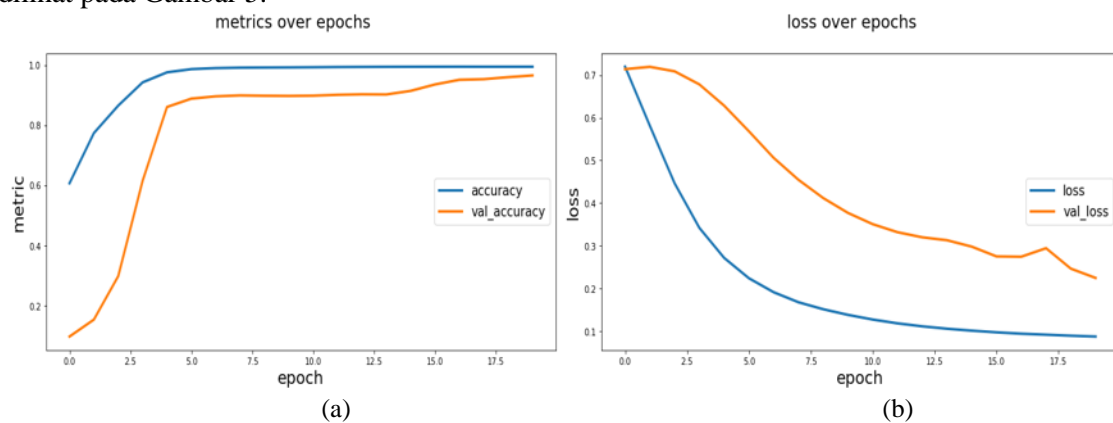 pada Gambar 3.
metrics over epochs
1.0
0.8
0.6
0.4
0.2
metric
accuracy
val_accuracy
0.0 2.5 5.0 7.5 10.0 12.5 15.0 17.5
epoch
(a)
loss over epochs
0.7
0.6
0.5
0.4
0.3
0.2
0.1
loss
loss
val_loss
0.0 2.5 5.0 7.5 10.0 12.5 15.0 17.5
epoch
(b)